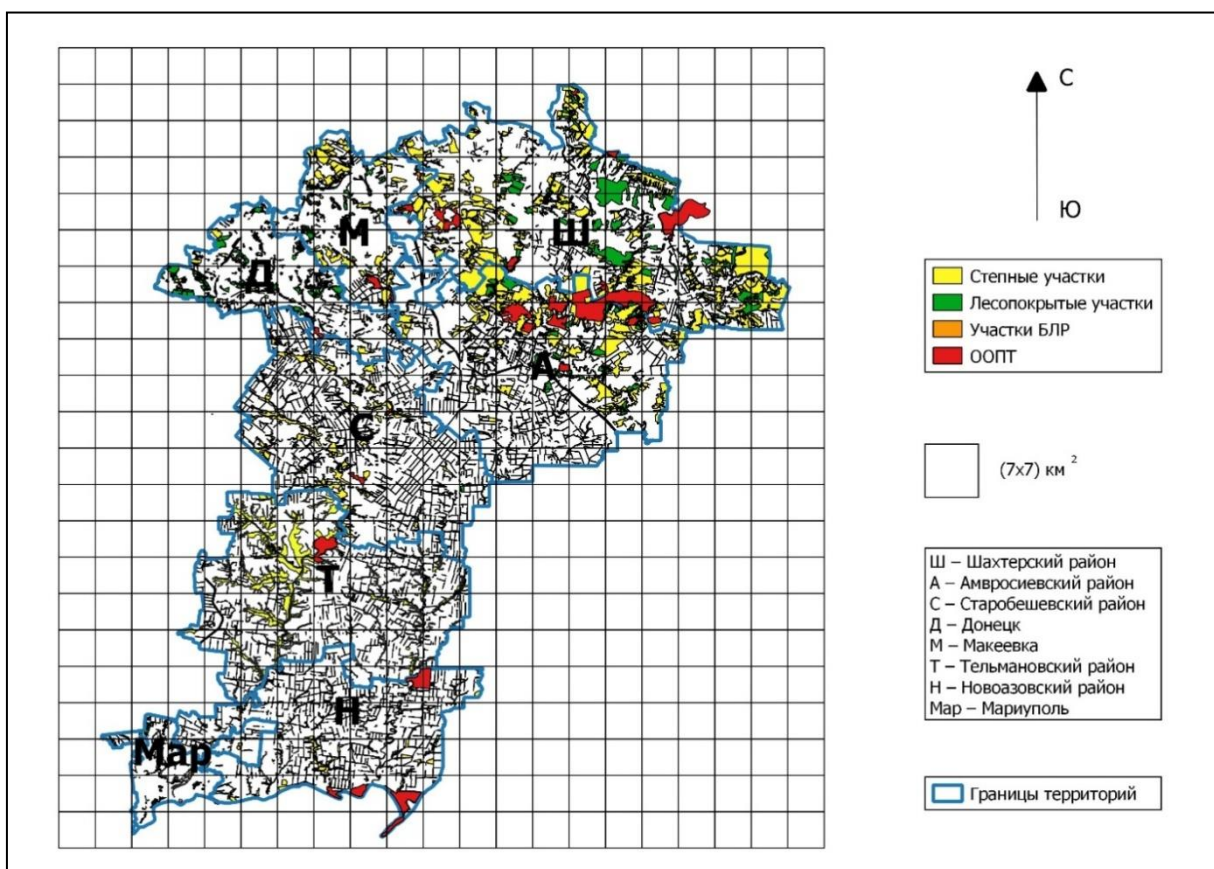 С
Ю
Степные участки
Лесопокрытые участки
Участки БЛР
ООПТ
(7x7) км 2
Ш – Шахтерский район
А – Амвросиевский район
С – Старобешевский район
Д – Донецк
М – Макеевка
Т – Тельмановский район
Н – Новоазовский район
Мар – Мариуполь
Границы территорий
М
Ш
Д
А
С
Т
Н
Мар